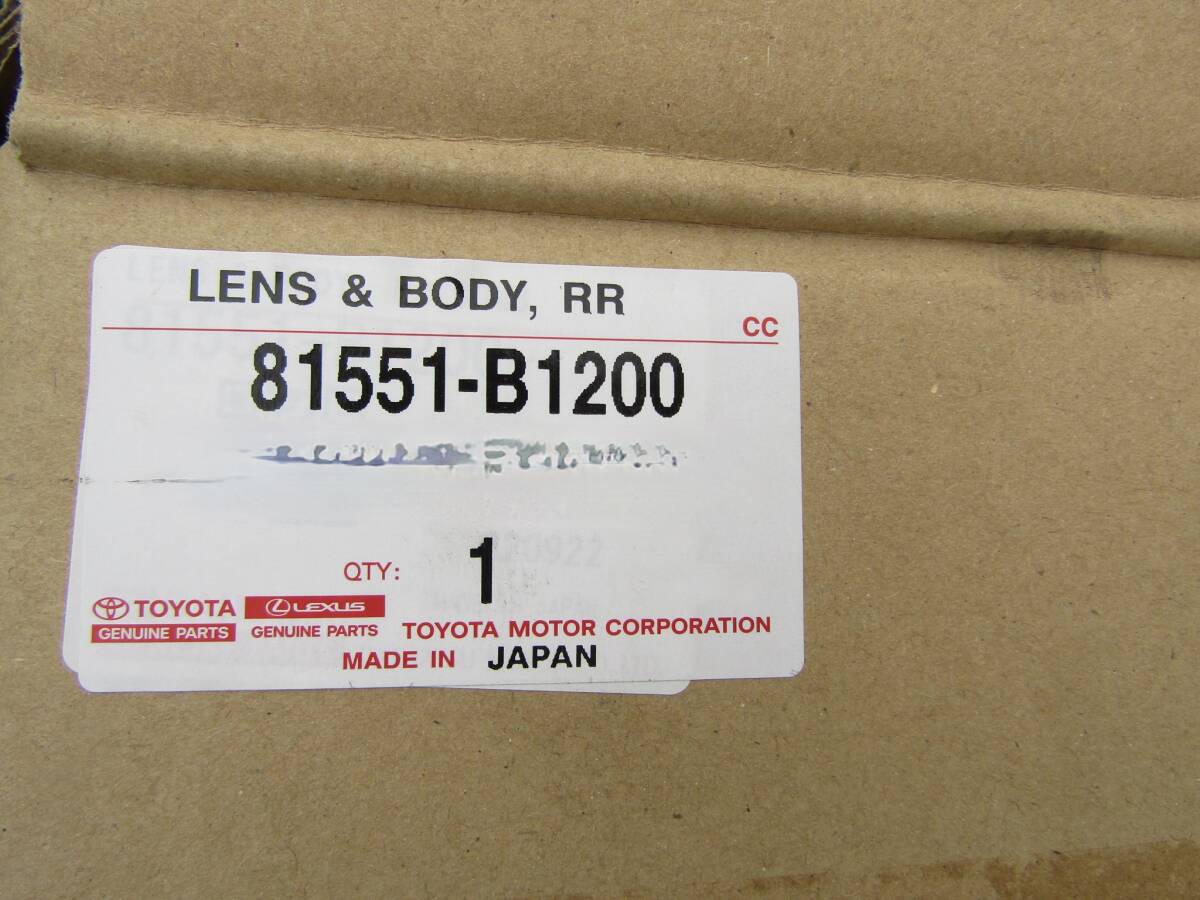 LENS & BODY, RR
CC
81551-B1200
QTY: 1
TOYOTA LEXUS
GENUINE PARTS GENUINE PARTS TOYOTA MOTOR CORPORATION
MADE IN JAPAN